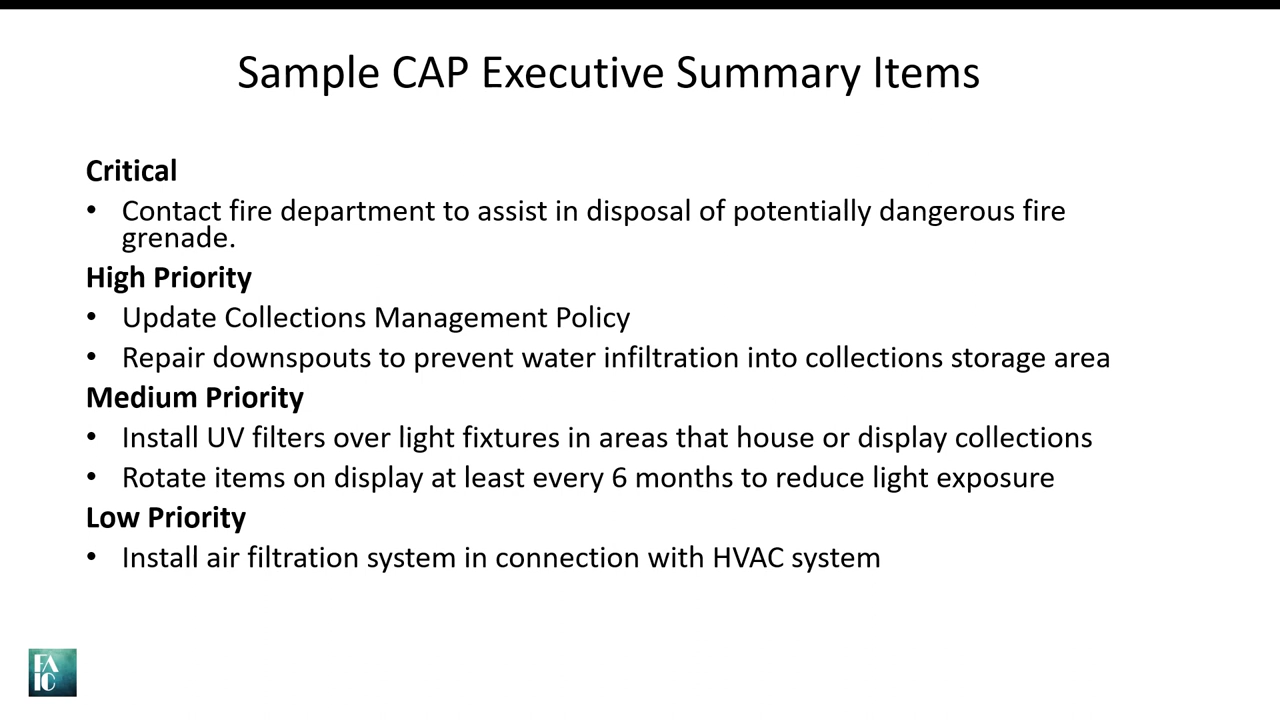 Sample CAP Executive Summary Items
Critical
• Contact fire department to assist in disposal of potentially dangerous fire
grenade.
High Priority
• Update Collections Management Policy
• Repair downspouts to prevent water infiltration into collections storage area
Medium Priority
• Install UV filters over light fixtures in areas that house or display collections
• Rotate items on display at least every 6 months to reduce light exposure
Low Priority
• Install air filtration system in connection with HVAC system
FA
IC